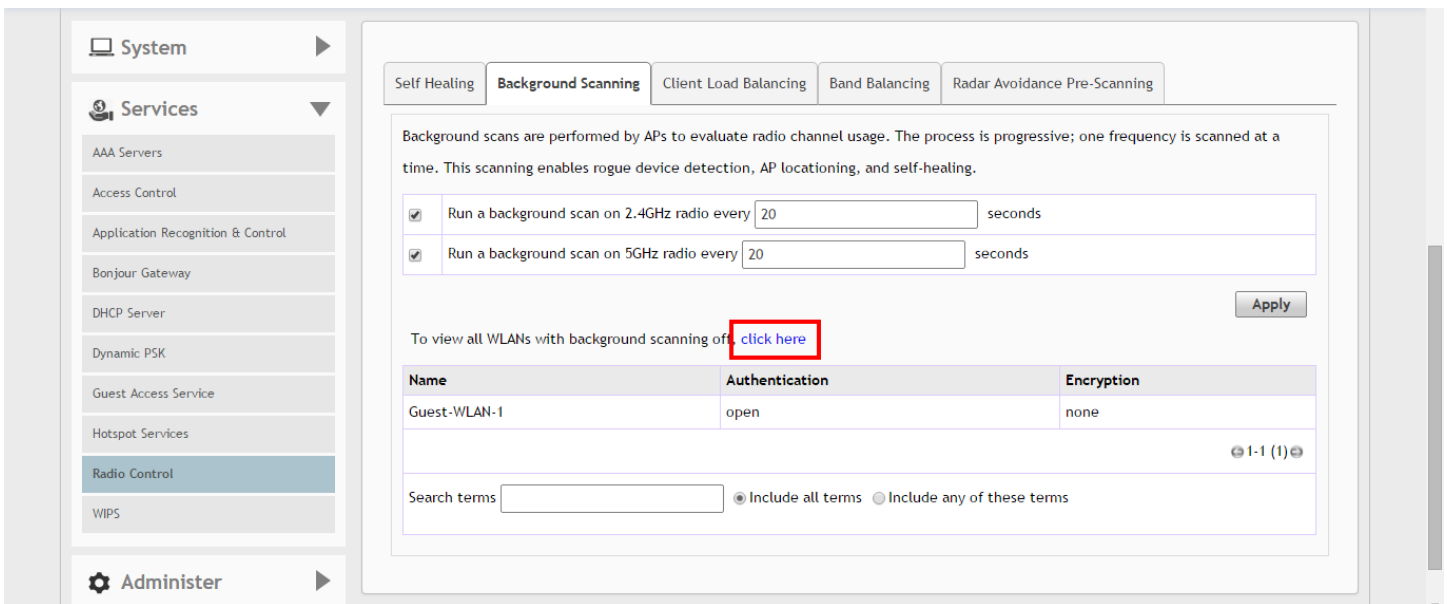 System
Services
AAA Servers
Access Control
Application Recognition & Control
Bonjour Gateway
DHCP Server
Dynamic PSK
Guest Access Service
Hotspot Services
Radio Control
WIPS
Administer
Self Healing Background Scanning Client Load Balancing Band Balancing Radar Avoidance Pre-Scanning
Background scans are performed by APs to evaluate radio channel usage. The process is progressive; one frequency is scanned at a
time. This scanning enables rogue device detection, AP locationing, and self-healing.
Run a background scan on 2.4GHz radio every 20 seconds
Run a background scan on 5GHz radio every 20 seconds
Apply
To view all WLANs with background scanning off, click here
Name Authentication Encryption
Guest-WLAN-1 open none
1-1 (1)
Search terms Include all terms Include any of these terms